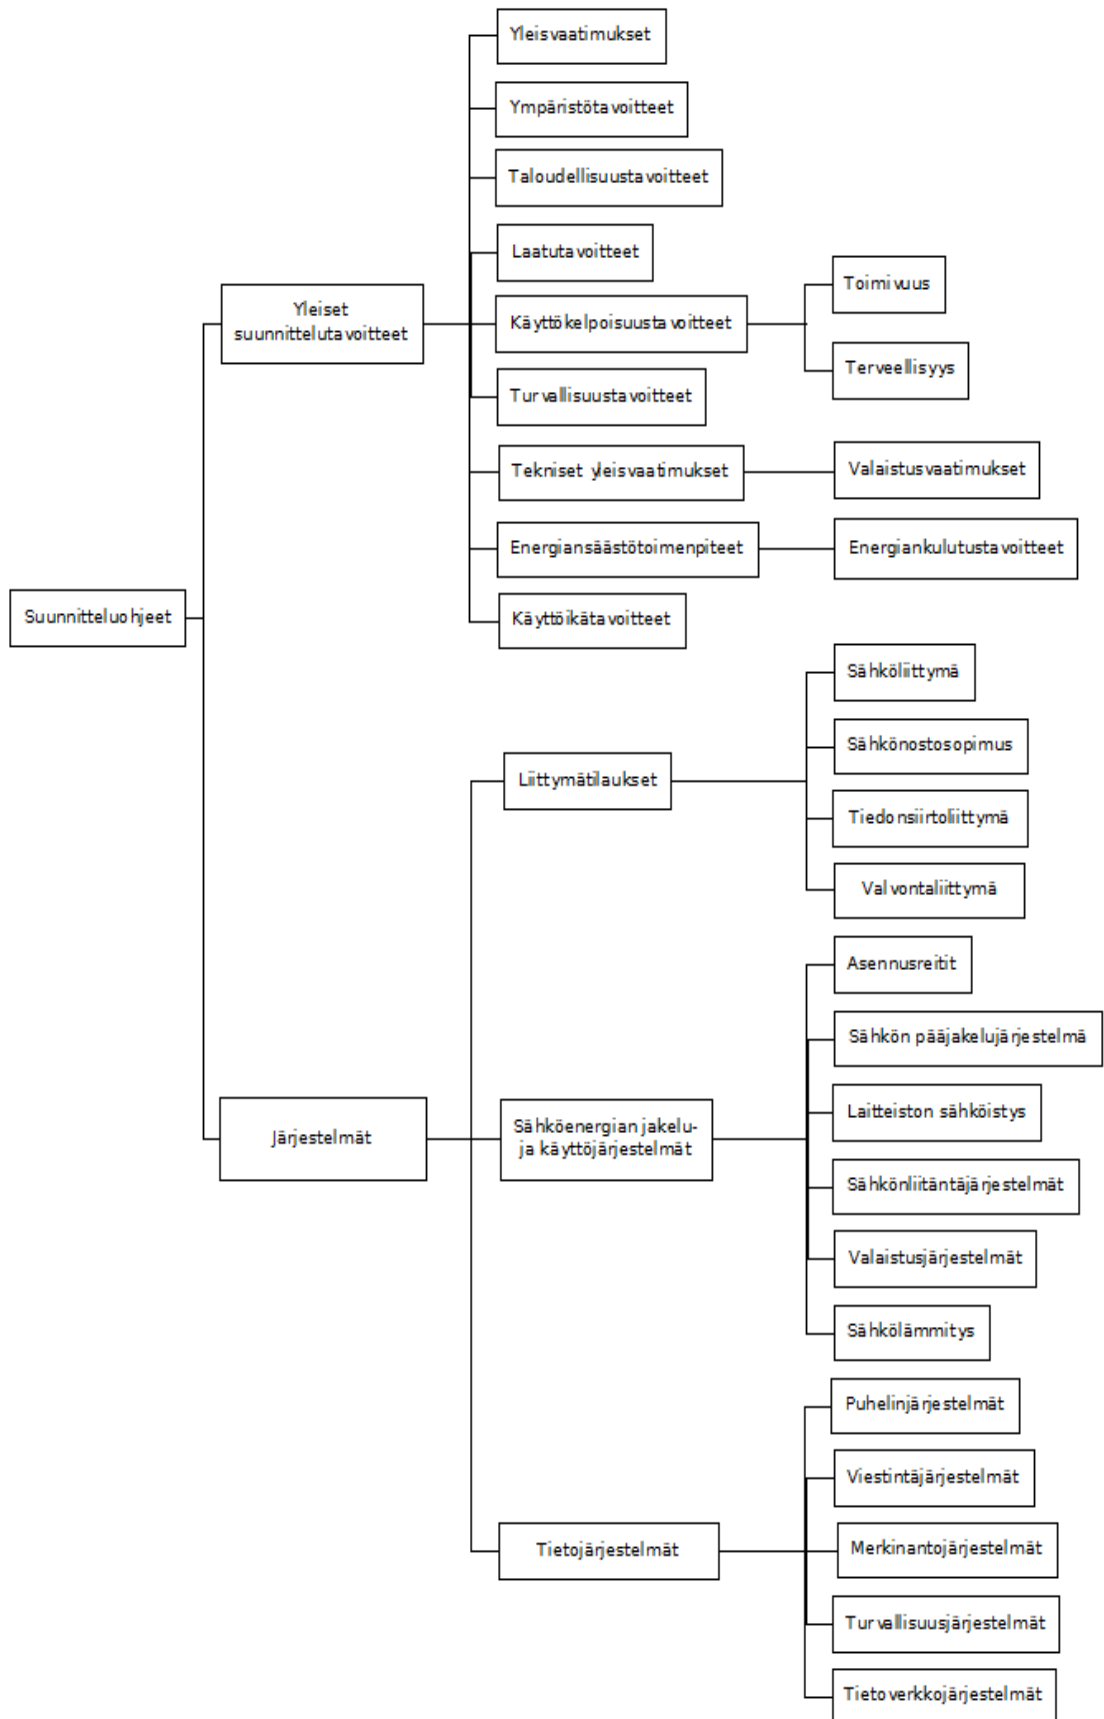 Yleisvaatimukset
Ympäristötavoitteet
Taloudellisuustavoitteet
Laatutavoitteet
Yleiset
suunnittelutavoitteet
Käyttökelpoisuustavoitteet
Toimivuus
Terveellisyys
Turvallisuustavoitteet
Tekniset yleisvaatimukset
Valaistusvaatimukset
Energiansäästötoimenpiteet
Energiankulutustavoitteet
Käyttöikätavoitteet
Suunnitteluohjeet
Sähköliittymä
Sähkönostosopimus
Liittymätilaukset
Tiedonsiirtoliittymä
Valvontaliittymä
Asennusreitit
Sähkön pääjakelujärjestelmä
Laitteiston sähköistys
Järjestelmät
Sähköenergian jakelu-
ja käyttöjärjestelmät
Sähkönliitäntäjärjestelmät
Valaistusjärjestelmät
Sähkölämmitys
Puhelinjärjestelmät
Viestintäjärjestelmät
Tietojärjestelmät
Merkinantojärjestelmät
Turvallisuusjärjestelmät
Tietoverkkojärjestelmät